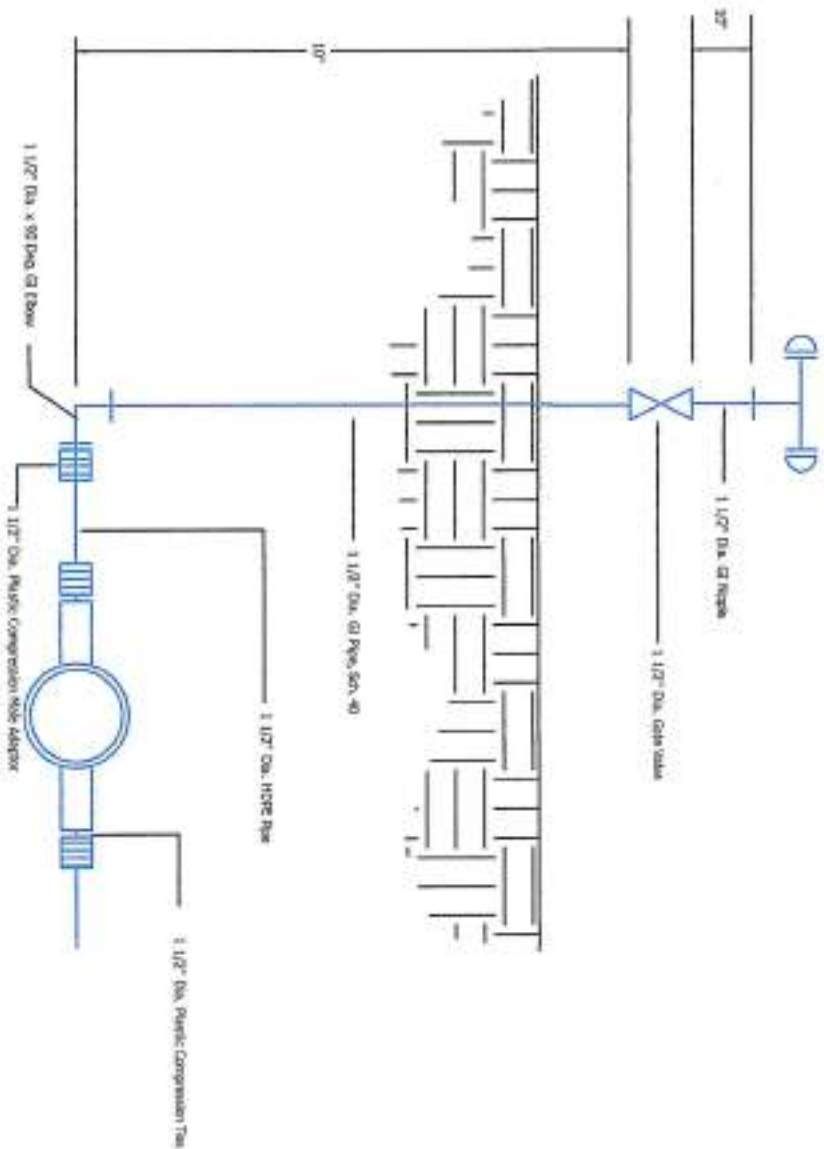 10"
10"
1 1/2" Dia. GI Nipple
1 1/2" Dia. Gate Valve
1 1/2" Dia. GI Pipe, Sch. 40
1 1/2" Dia. HDPE Pipe
1 1/2" Dia. x 90 Deg. GI Elbow
1 1/2" Dia. Plastic Compression Male Adaptor
1 1/2" Dia. Plastic Compression Tee